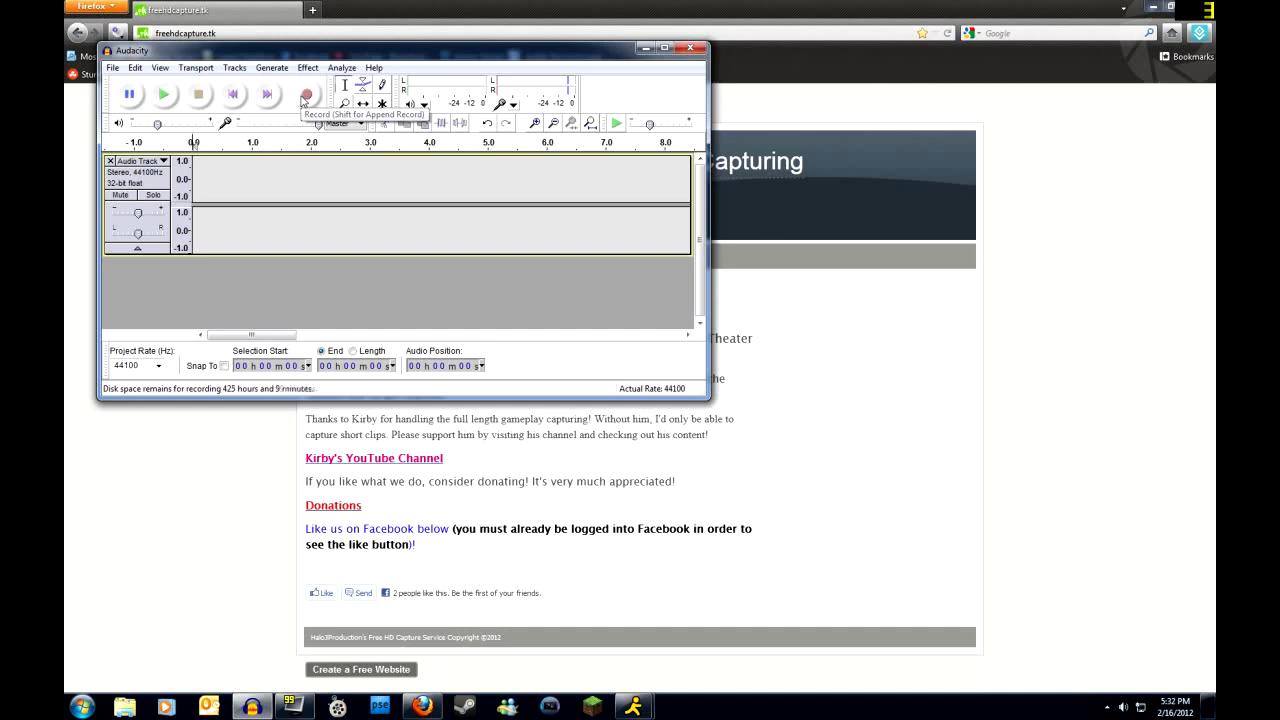 Firefox
freehdcapture.tk
3
freehdcapture.tk
Google
Mos
Bookmarks
Stu
Audacity
File Edit View Transport Tracks Generate Effect Analyze Help
L
R
-24 -12 0
L
R
-24 -12 0
Record (Shift for Append Record)
Master
-1.0 0.0 1.0 2.0 3.0 4.0 5.0 6.0 7.0 8.0
Audio Track
Stereo, 44100Hz
32-bit float
Mute Solo
L R
1.0
0.0
-1.0
1.0
0.0
-1.0
Project Rate (Hz):
44100
Snap To
Selection Start:
End Length
Audio Position:
00 h 00 m 00 s
00 h 00 m 00 s
00 h 00 m 00 s
Disk space remains for recording 425 hours and 9 minutes.
Actual Rate: 44100
apturing
Theater
he
Thanks to Kirby for handling the full length gameplay capturing! Without him, I'd only be able to
capture short clips. Please support him by visiting his channel and checking out his content!
Kirby's YouTube Channel
If you like what we do, consider donating! It's very much appreciated!
Donations
Like us on Facebook below (you must already be logged into Facebook in order to
see the like button)!
Like
Send
2 people like this. Be the first of your friends.
Halo3Production's Free HD Capture Service Copyright ©2012
Create a Free Website
99
pse
5:32 PM
2/16/2012